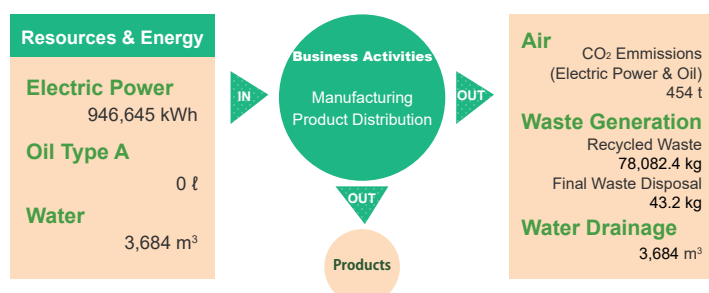 Resources & Energy
Electric Power
946,645 kWh
Oil Type A
0 ℓ
Water
3,684 m³
IN
Business Activities
Manufacturing
Product Distribution
OUT
OUT
Products
Air
CO₂ Emmissions
(Electric Power & Oil)
454 t
Waste Generation
Recycled Waste
78,082.4 kg
Final Waste Disposal
43.2 kg
Water Drainage
3,684 m³